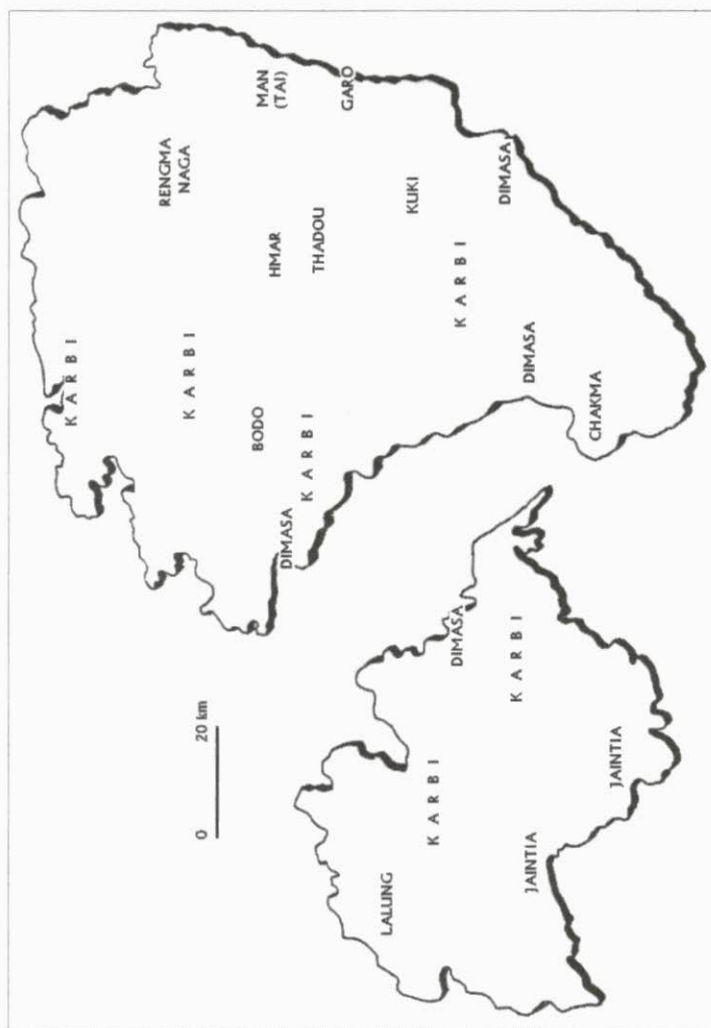 KARBI
RENGMA
NAGA
KARBI
0 20 km
BODO
MAN
(TAI)
HMAR
DIMASA
KARBI
THADOU
GARO
LALUNG
KUKI
KARBI
DIMASA
KARBI
DIMASA
KARBI
DIMASA
JAINTIA
CHAKMA
JAINTIA